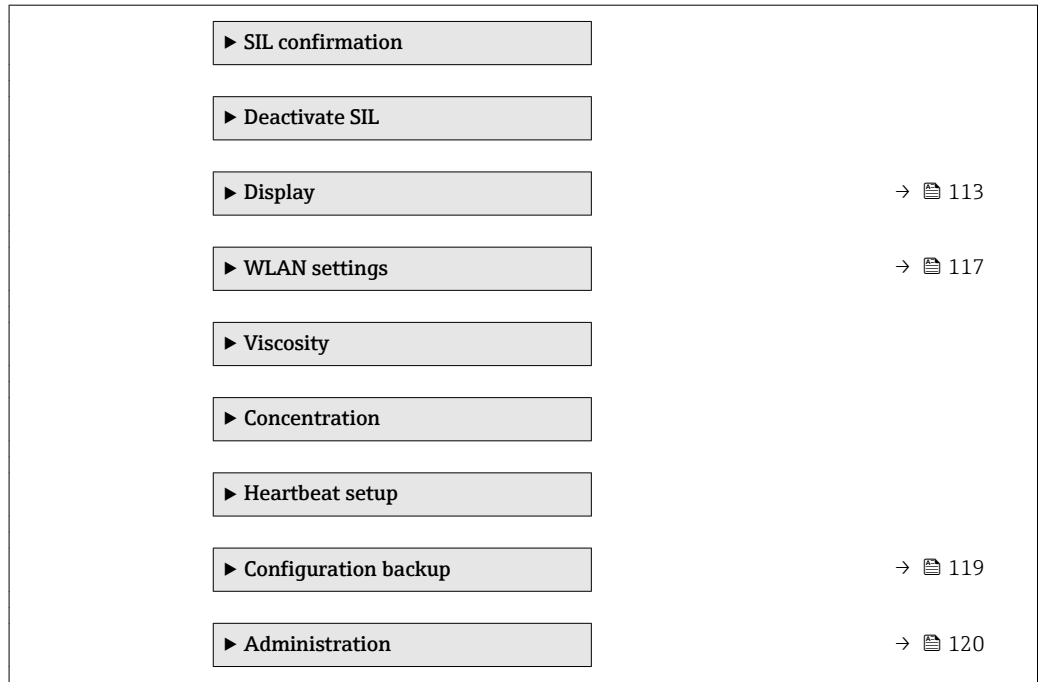 ▶ SIL confirmation
▶ Deactivate SIL
▶ Display → 113
▶ WLAN settings → 117
▶ Viscosity
▶ Concentration
▶ Heartbeat setup
▶ Configuration backup → 119
▶ Administration → 120